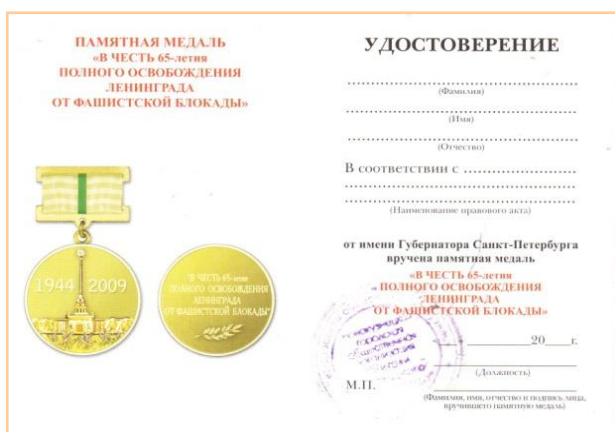 ПАМЯТНАЯ МЕДАЛЬ
«В ЧЕСТЬ 65-летия
ПОЛНОГО ОСВОБОЖДЕНИЯ
ЛЕНИНГРАДА
ОТ ФАШИСТСКОЙ БЛОКАДЫ»
1944 2009
"В ЧЕСТЬ 65-летия
ПОЛНОГО ОСВОБОЖДЕНИЯ
ЛЕНИНГРАДА
ОТ ФАШИСТСКОЙ БЛОКАДЫ"
УДОСТОВЕРЕНИЕ
(Фамилия)
(Имя)
(Отчество)
В соответствии с
(Наименование правового акта)
от имени Губернатора Санкт-Петербурга
вручена памятная медаль
«В ЧЕСТЬ 65-летия
ПОЛНОГО ОСВОБОЖДЕНИЯ
ЛЕНИНГРАДА
ОТ ФАШИСТСКОЙ БЛОКАДЫ»
20___г.
(Должность)
М.П.
(Фамилия, имя, отчество и подпись лица,
вручившего памятную медаль)